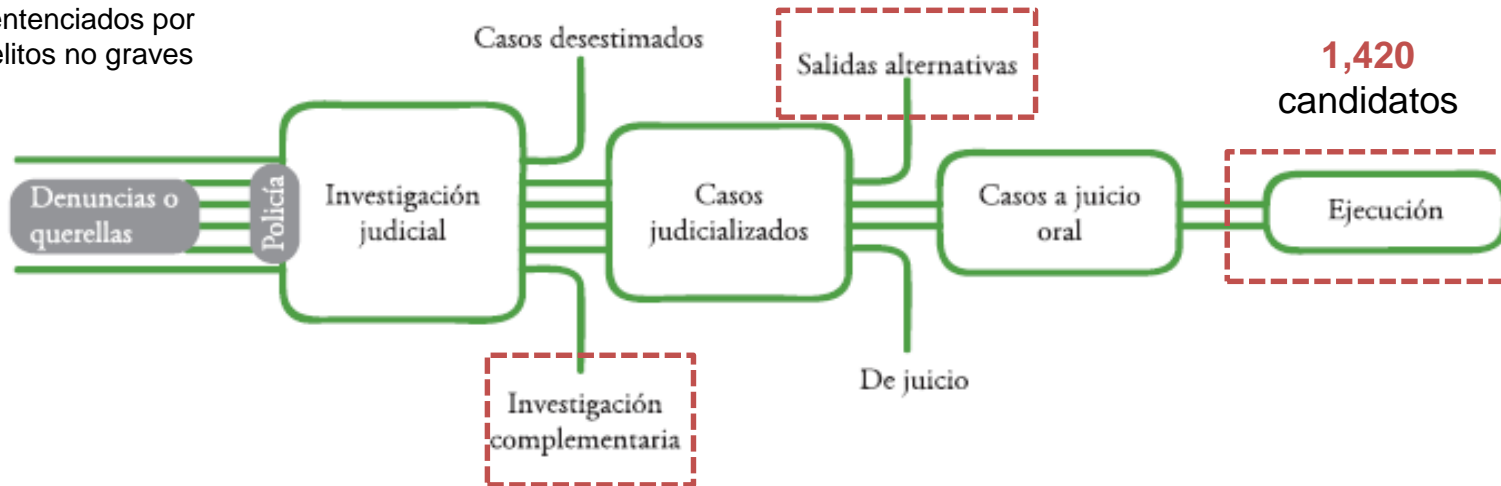 entenciados por
elitos no graves
Casos desestimados
Salidas alternativas
1,420
candidatos
Denuncias o
querellas
Policía
Investigación
judicial
Casos
judicializados
Casos a juicio
oral
Ejecución
De juicio
Investigación
complementaria